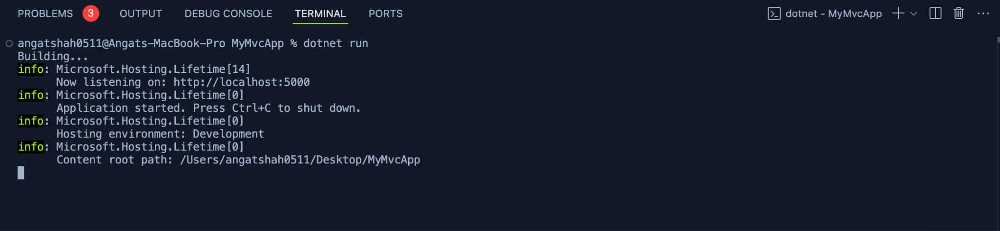 PROBLEMS 3 OUTPUT DEBUG CONSOLE TERMINAL PORTS dotnet - MyMvcApp
angatshah0511@Angats-MacBook-Pro MyMvcApp % dotnet run
Building...
info: Microsoft.Hosting.Lifetime[14]
Now listening on: http://localhost:5000
info: Microsoft.Hosting.Lifetime[0]
Application started. Press Ctrl+C to shut down.
info: Microsoft.Hosting.Lifetime[0]
Hosting environment: Development
info: Microsoft.Hosting.Lifetime[0]
Content root path: /Users/angatshah0511/Desktop/MyMvcApp